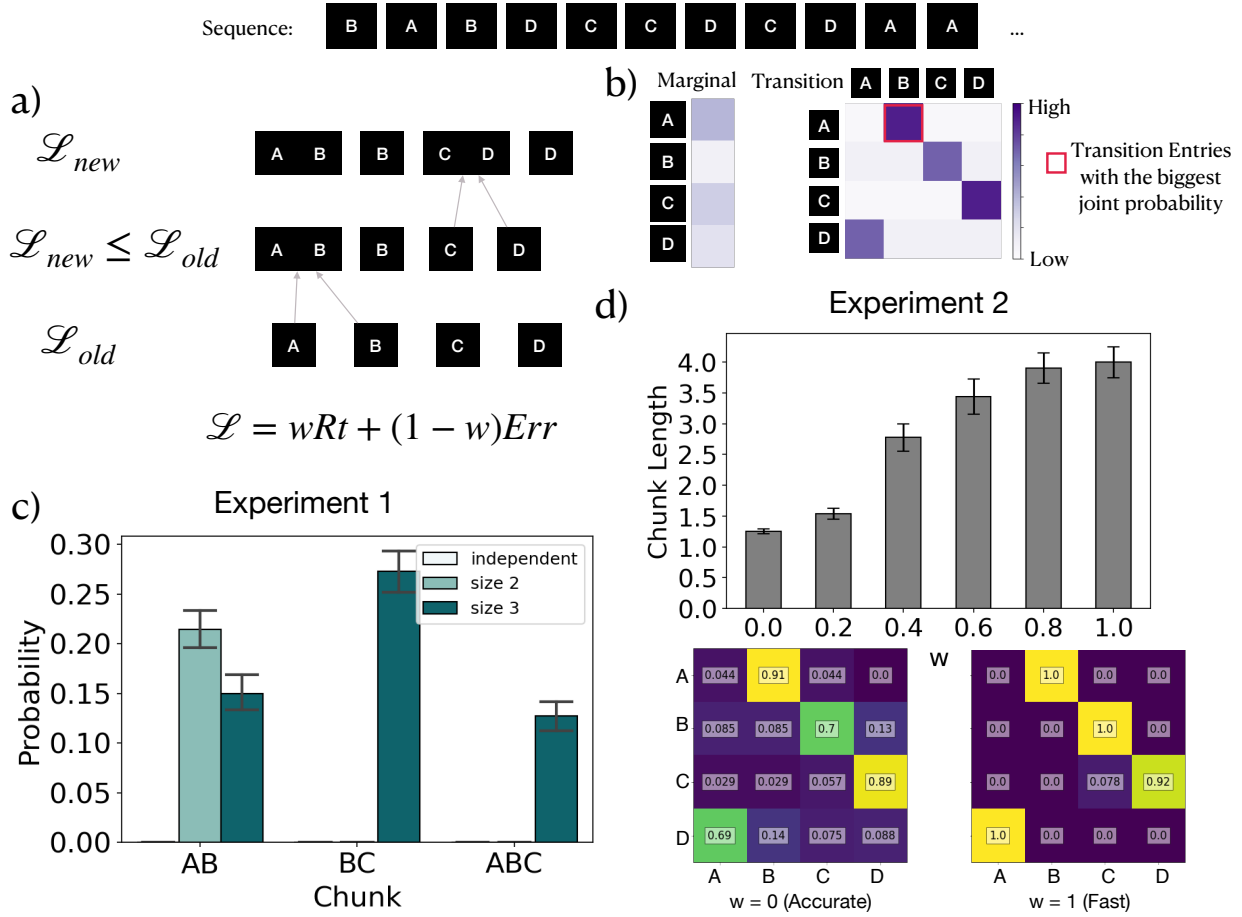 Sequence: B A B D C C D C D A A ...
a)
ℒnew A B B C D D
ℒnew ≤ ℒold A B B C D
ℒold A B C D
ℒ = wRt + (1 − w)Err
b) Marginal Transition A B C D
A
B
C
D
A
B
C
D
High
Low
Transition Entries
with the biggest
joint probability
c) Experiment 1
Probability
0.30
0.25
0.20
0.15
0.10
0.05
0.00
independent
size 2
size 3
AB BC ABC
Chunk
d) Experiment 2
Chunk Length
4.0
3.5
3.0
2.5
2.0
1.5
1.0
0.5
0.0
0.0 0.2 0.4 0.6 0.8 1.0
w
A 0.044 0.91 0.044 0.0
B 0.085 0.085 0.7 0.13
C 0.029 0.029 0.057 0.89
D 0.69 0.14 0.075 0.088
A B C D
w = 0 (Accurate)
0.0 1.0 0.0 0.0
0.0 0.0 1.0 0.0
0.0 0.0 0.078 0.92
1.0 0.0 0.0 0.0
A B C D
w = 1 (Fast)